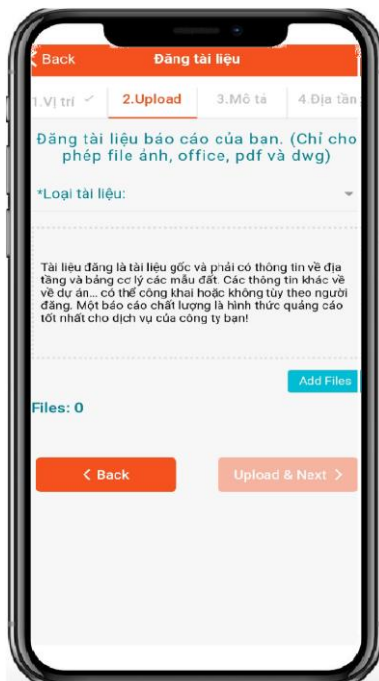 Back Đăng tài liệu
1.Vị trí 2.Upload 3.Mô tả 4.Địa tần
Đăng tài liệu báo cáo của ban. (Chỉ cho
phép file ảnh, office, pdf và dwg)
*Loại tài liệu:
Tài liệu đăng là tài liệu gốc và phải có thông tin về địa
tầng và bảng cơ lý các mẫu đất. Các thông tin khác về
về dự án... có thể công khai hoặc không tùy theo người
đăng. Một báo cáo chất lượng là hình thức quảng cáo
tốt nhất cho dịch vụ của công ty bạn!
Add Files
Files: 0
Back Upload & Next